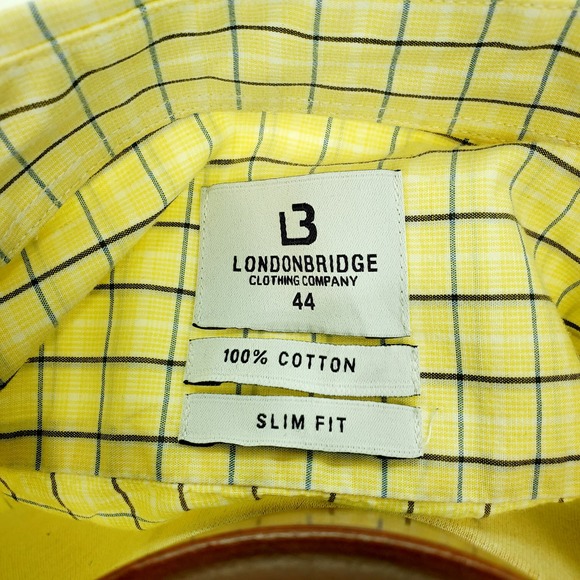 LB
LONDONBRIDGE
CLOTHING COMPANY
44
100% COTTON
SLIM FIT